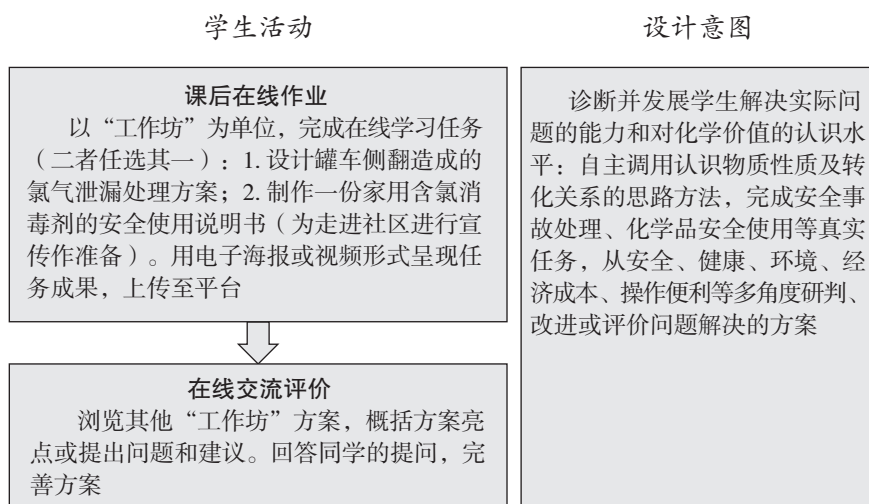 学生活动
设计意图
课后在线作业
以“工作坊”为单位，完成在线学习任务
（二者任选其一）：1. 设计罐车侧翻造成的
氯气泄漏处理方案；2. 制作一份家用含氯消
毒剂的安全使用说明书（为走进社区进行宣
传作准备）。用电子海报或视频形式呈现任
务成果，上传至平台
在线交流评价
浏览其他“工作坊”方案，概括方案亮
点或提出问题和建议。回答同学的提问，完
善方案
诊断并发展学生解决实际问
题的能力和对化学价值的认识水
平：自主调用认识物质性质及转
化关系的思路方法，完成安全事
故处理、化学品安全使用等真实
任务，从安全、健康、环境、经
济成本、操作便利等多角度研判、
改进或评价问题解决的方案